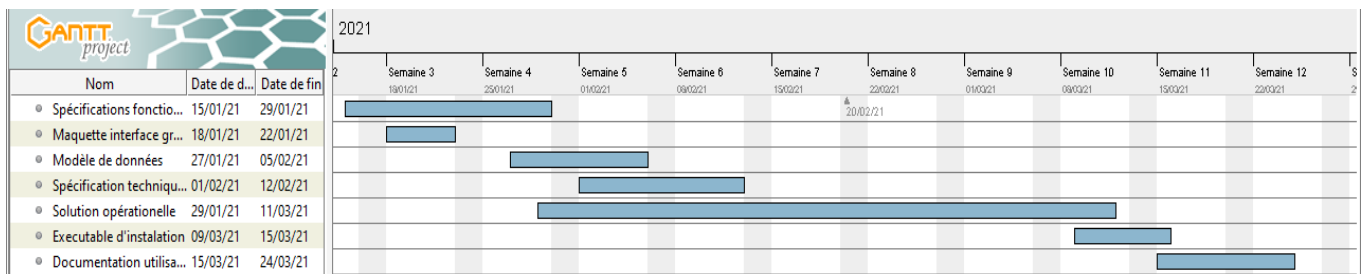 GANTT
project
2021
Nom Date de d... Date de fin
2 Semaine 3 Semaine 4 Semaine 5 Semaine 6 Semaine 7 Semaine 8 Semaine 9 Semaine 10 Semaine 11 Semaine 12 S
18/01/21 25/01/21 01/02/21 08/02/21 15/02/21 22/02/21 01/03/21 08/03/21 15/03/21 22/03/21 2
20/02/21
Spécifications fonctio... 15/01/21 29/01/21
Maquette interface gr... 18/01/21 22/01/21
Modèle de données 27/01/21 05/02/21
Spécification techniqu... 01/02/21 12/02/21
Solution opérationelle 29/01/21 11/03/21
Executable d'instalation 09/03/21 15/03/21
Documentation utilisa... 15/03/21 24/03/21